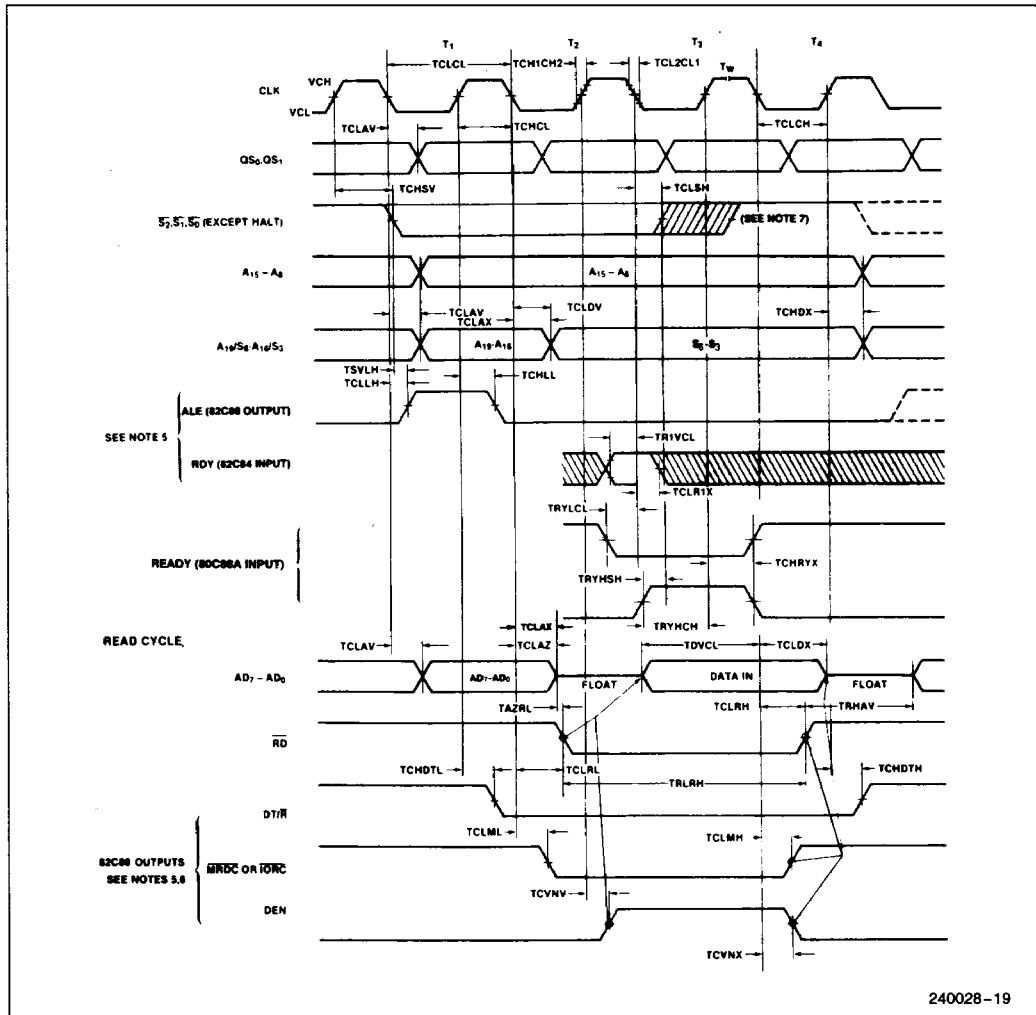 T1 T2 T3 T4
TCLCL TCH1CH2 TCL2CL1
TW
VCH
CLK
VCL
TCLAV TCHCL TCLCH
QS0,QS1
TCHSV TCLSH
S2,S1,S0 (EXCEPT HALT) (SEE NOTE 7)
A15 – A8 A15 – A8
TCLAV TCLDV TCHDX
TCLAX
A19/S6-A16/S3 A19-A16 S6-S3
TSVLH TCHLL
TCLLH
ALE (82C88 OUTPUT)
SEE NOTE 5 TR1VCL
RDY (82C84 INPUT)
TCLR1X
TRYLCL
READY (80C88A INPUT) TCHRYX
TRYHSH
TCLAX TRYHCH
READ CYCLE TCLAV TCLAZ TDVCL TCLDX
AD7 – AD0 AD7-AD0 FLOAT DATA IN FLOAT
TAZRL TCLRH TRHAV
RD
TCHDTL TCLRL TRLRH TCHDTH
DT/R
TCLML TCLMH
82C88 OUTPUTS
SEE NOTES 5,6
MRDC OR IORC
TCVNV
DEN
TCVNX
240028–19